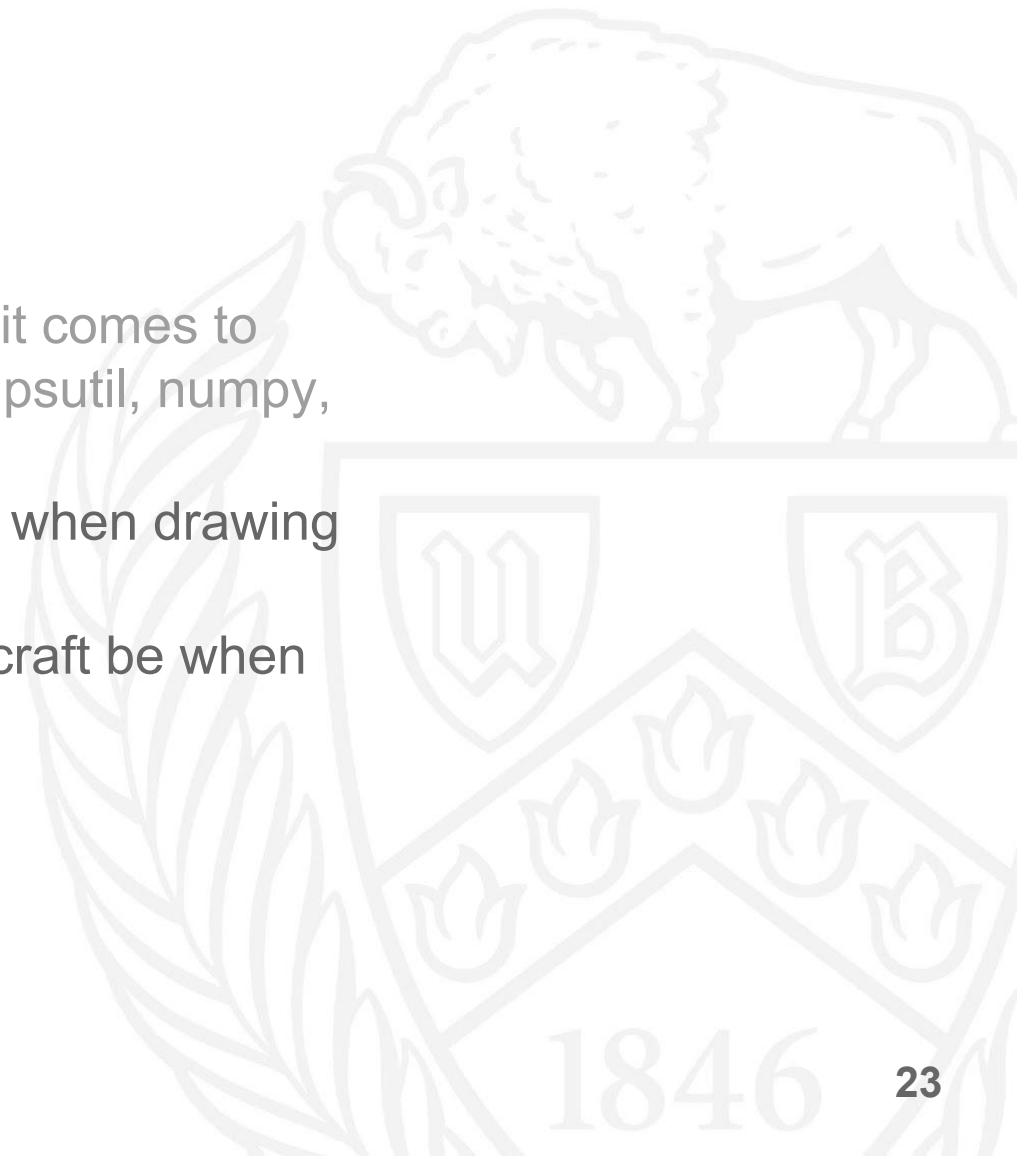 it comes to
psutil, numpy,
when drawing
craft be when
U B
1846
23